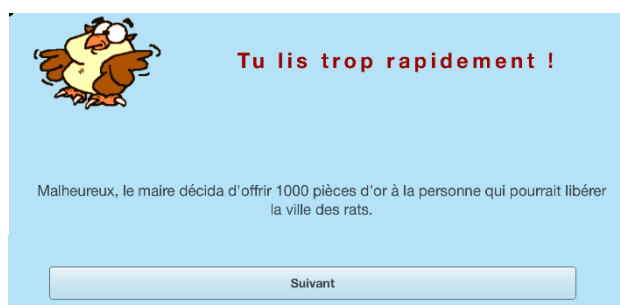 Tu lis trop rapidement !
Malheureux, le maire décida d'offrir 1000 pièces d'or à la personne qui pourrait libérer
la ville des rats.
Suivant